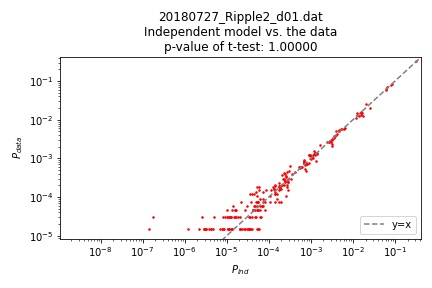 20180727_Ripple2_d01.dat
Independent model vs. the data
p-value of t-test: 1.00000
10⁻¹
10⁻²
10⁻³
10⁻⁴
10⁻⁵
P_data
y=x
10⁻⁸ 10⁻⁷ 10⁻⁶ 10⁻⁵ 10⁻⁴ 10⁻³ 10⁻² 10⁻¹
P_ind